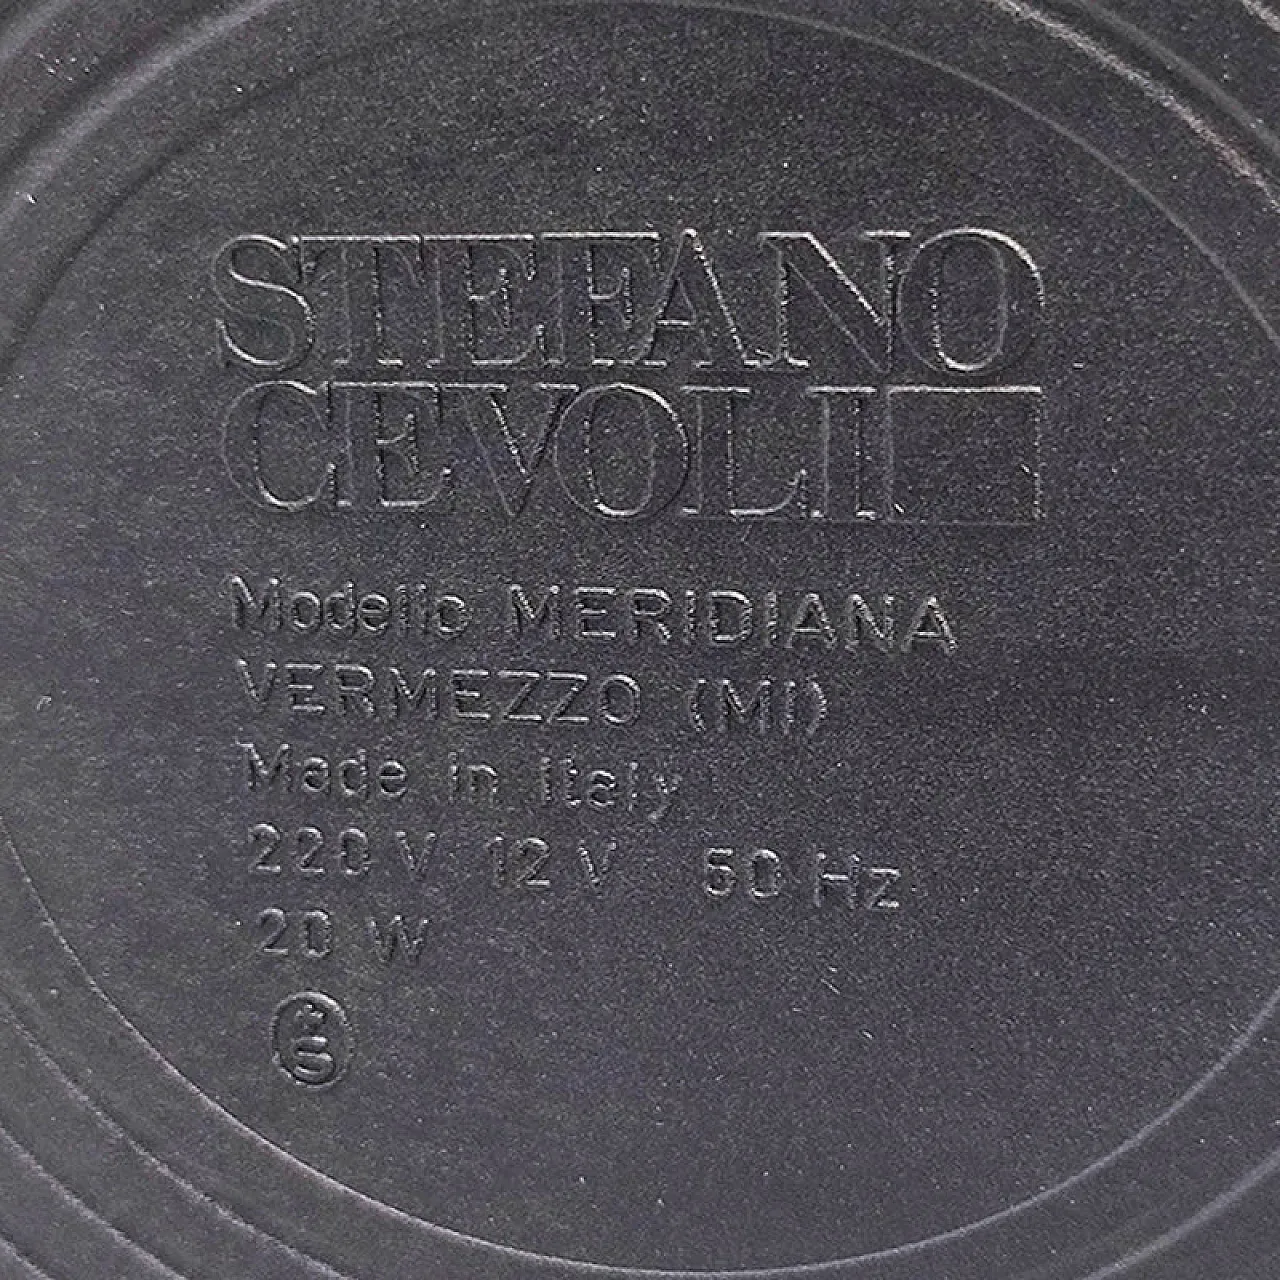 STEFANO
CEVOLI
Modello MERIDIANA
VERMEZZO (MI)
Made in Italy
220 V 12 V 50 Hz
20 W